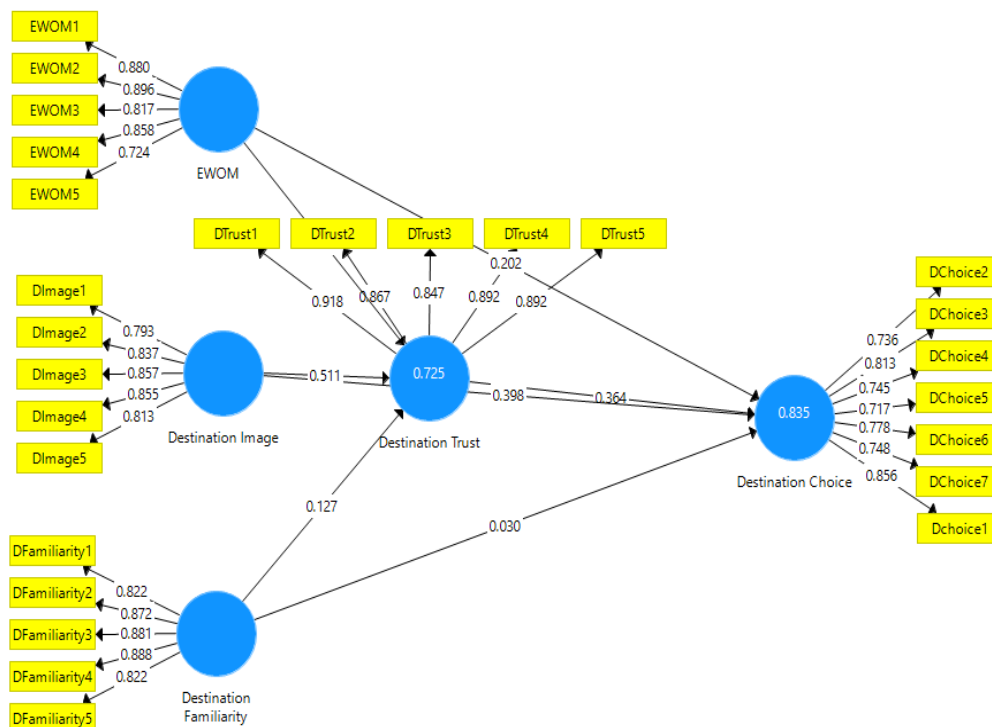 EWOM1
EWOM2
EWOM3
EWOM4
EWOM5
0.880
0.896
0.817
0.858
0.724
EWOM
DTrust1
DTrust2
DTrust3
DTrust4
DTrust5
0.918
0.867
0.847
0.892
0.892
0.202
DImage1
DImage2
DImage3
DImage4
DImage5
0.793
0.837
0.857
0.855
0.813
Destination Image
0.511
0.725
Destination Trust
0.398
0.364
0.835
Destination Choice
DChoice2
DChoice3
DChoice4
DChoice5
DChoice6
DChoice7
Dchoice1
0.736
0.813
0.745
0.717
0.778
0.748
0.856
0.127
0.030
DFamiliarity1
DFamiliarity2
DFamiliarity3
DFamiliarity4
DFamiliarity5
0.822
0.872
0.881
0.888
0.822
Destination
Familiarity